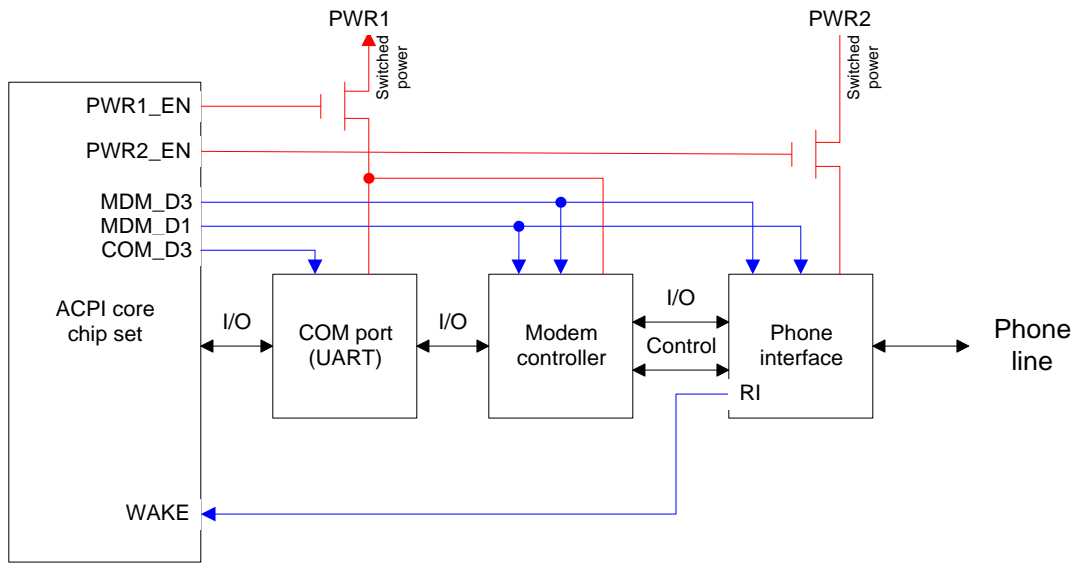 PWR1
PWR2
Switched
power
Switched
power
PWR1_EN
PWR2_EN
MDM_D3
MDM_D1
COM_D3
ACPI core
chip set
I/O
COM port
(UART)
I/O
Modem
controller
I/O
Control
Phone
interface
RI
Phone
line
WAKE